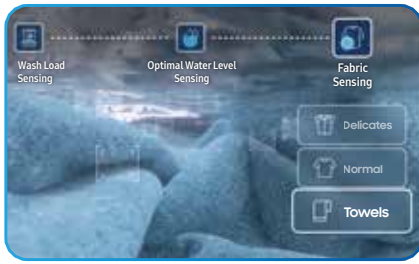 Wash Load
Sensing
Optimal Water Level
Sensing
Fabric
Sensing
Delicates
Normal
Towels